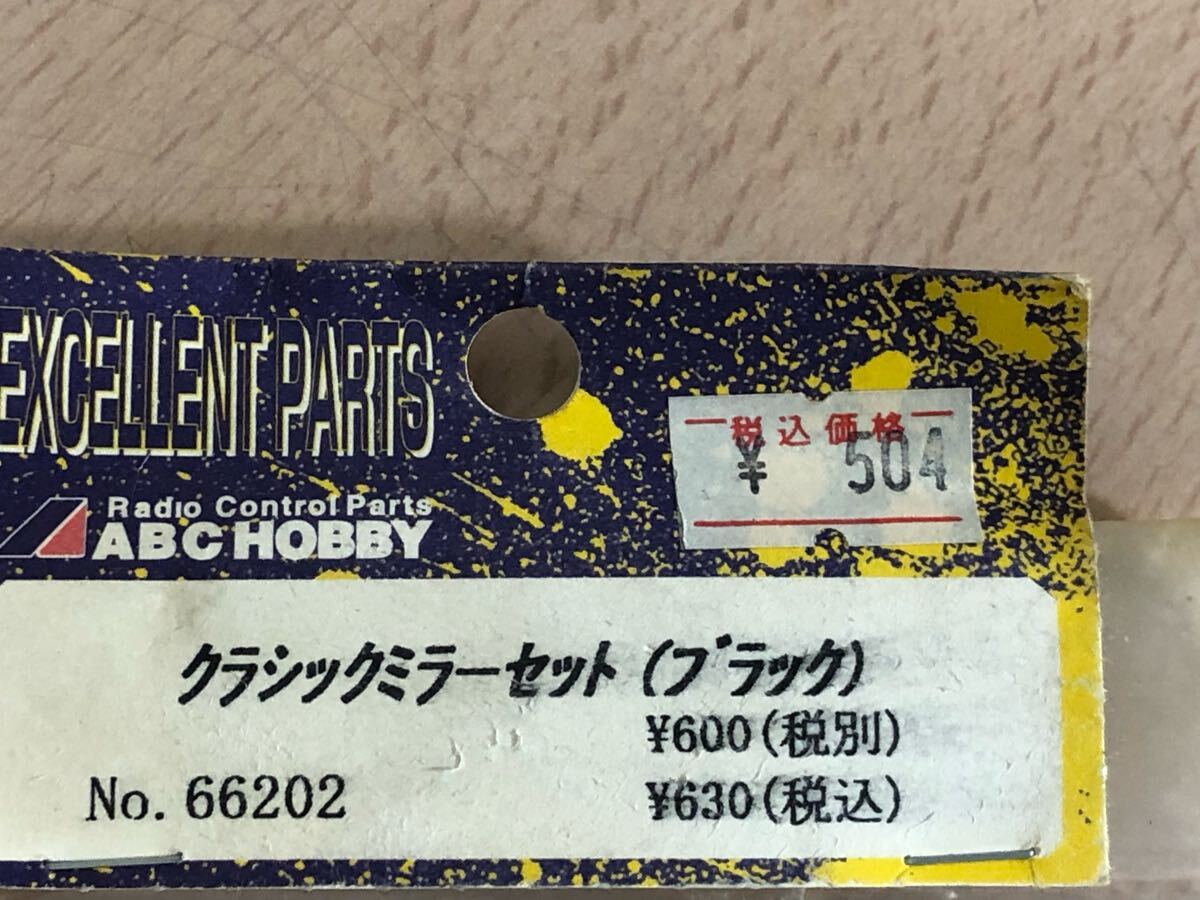 EXCELLENT PARTS
Radio Control Parts
ABC HOBBY
税込価格
¥ 504
クラシックミラーセット (ブラック)
¥600(税別)
No. 66202
¥630(税込)